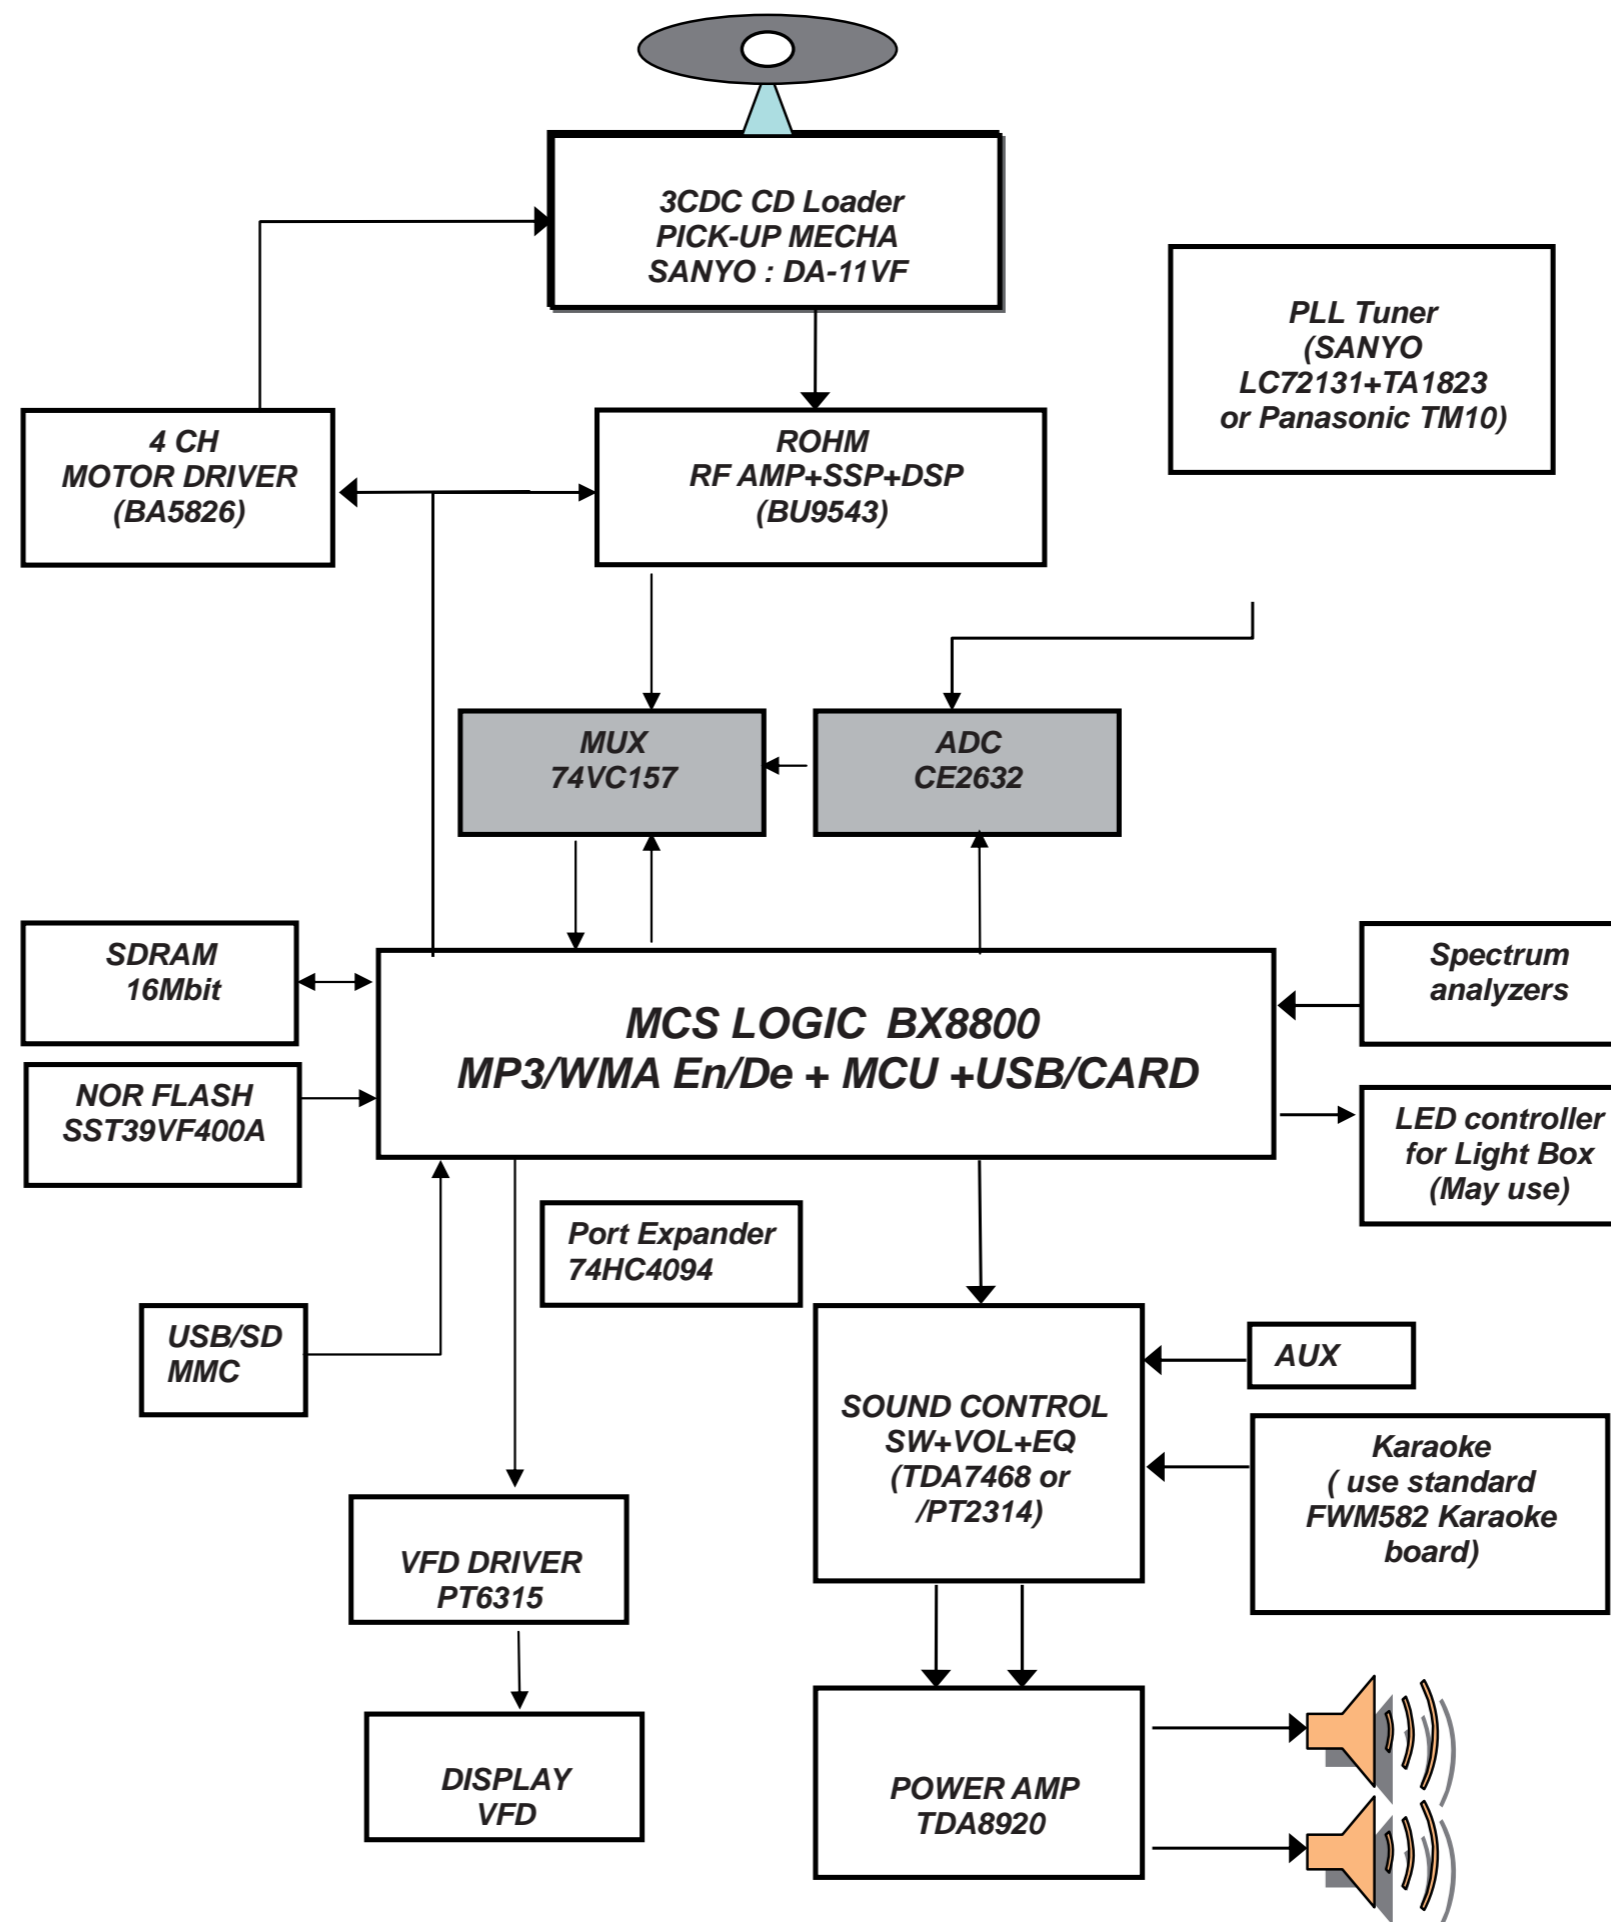 3CDC CD Loader
PICK-UP MECHA
SANYO : DA-11VF
PLL Tuner
(SANYO
LC72131+TA1823
or Panasonic TM10)
4 CH
MOTOR DRIVER
(BA5826)
ROHM
RF AMP+SSP+DSP
(BU9543)
MUX
74VC157
ADC
CE2632
SDRAM
16Mbit
MCS LOGIC BX8800
MP3/WMA En/De + MCU +USB/CARD
Spectrum
analyzers
NOR FLASH
SST39VF400A
LED controller
for Light Box
(May use)
Port Expander
74HC4094
USB/SD
MMC
AUX
SOUND CONTROL
SW+VOL+EQ
(TDA7468 or
/PT2314)
Karaoke
( use standard
FWM582 Karaoke
board)
VFD DRIVER
PT6315
DISPLAY
VFD
POWER AMP
TDA8920